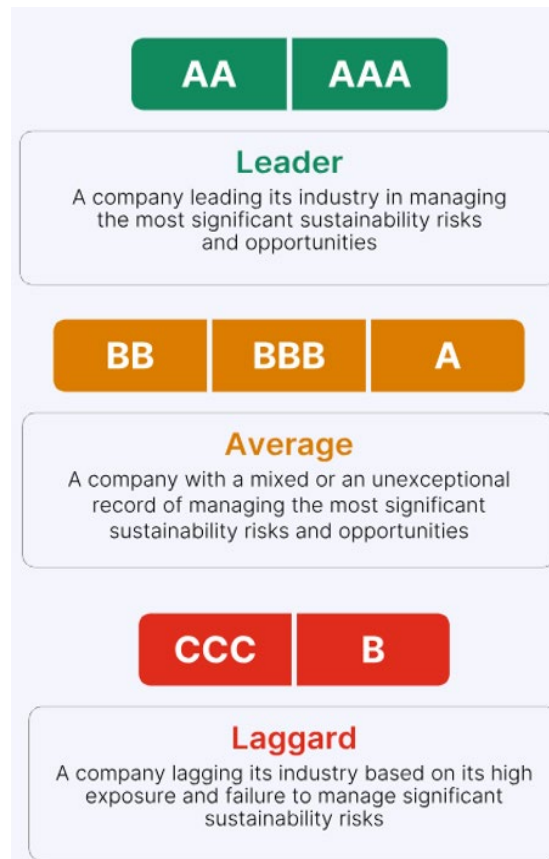 AA AAA
Leader
A company leading its industry in managing
the most significant sustainability risks
and opportunities
BB BBB A
Average
A company with a mixed or an unexceptional
record of managing the most significant
sustainability risks and opportunities
CCC B
Laggard
A company lagging its industry based on its high
exposure and failure to manage significant
sustainability risks